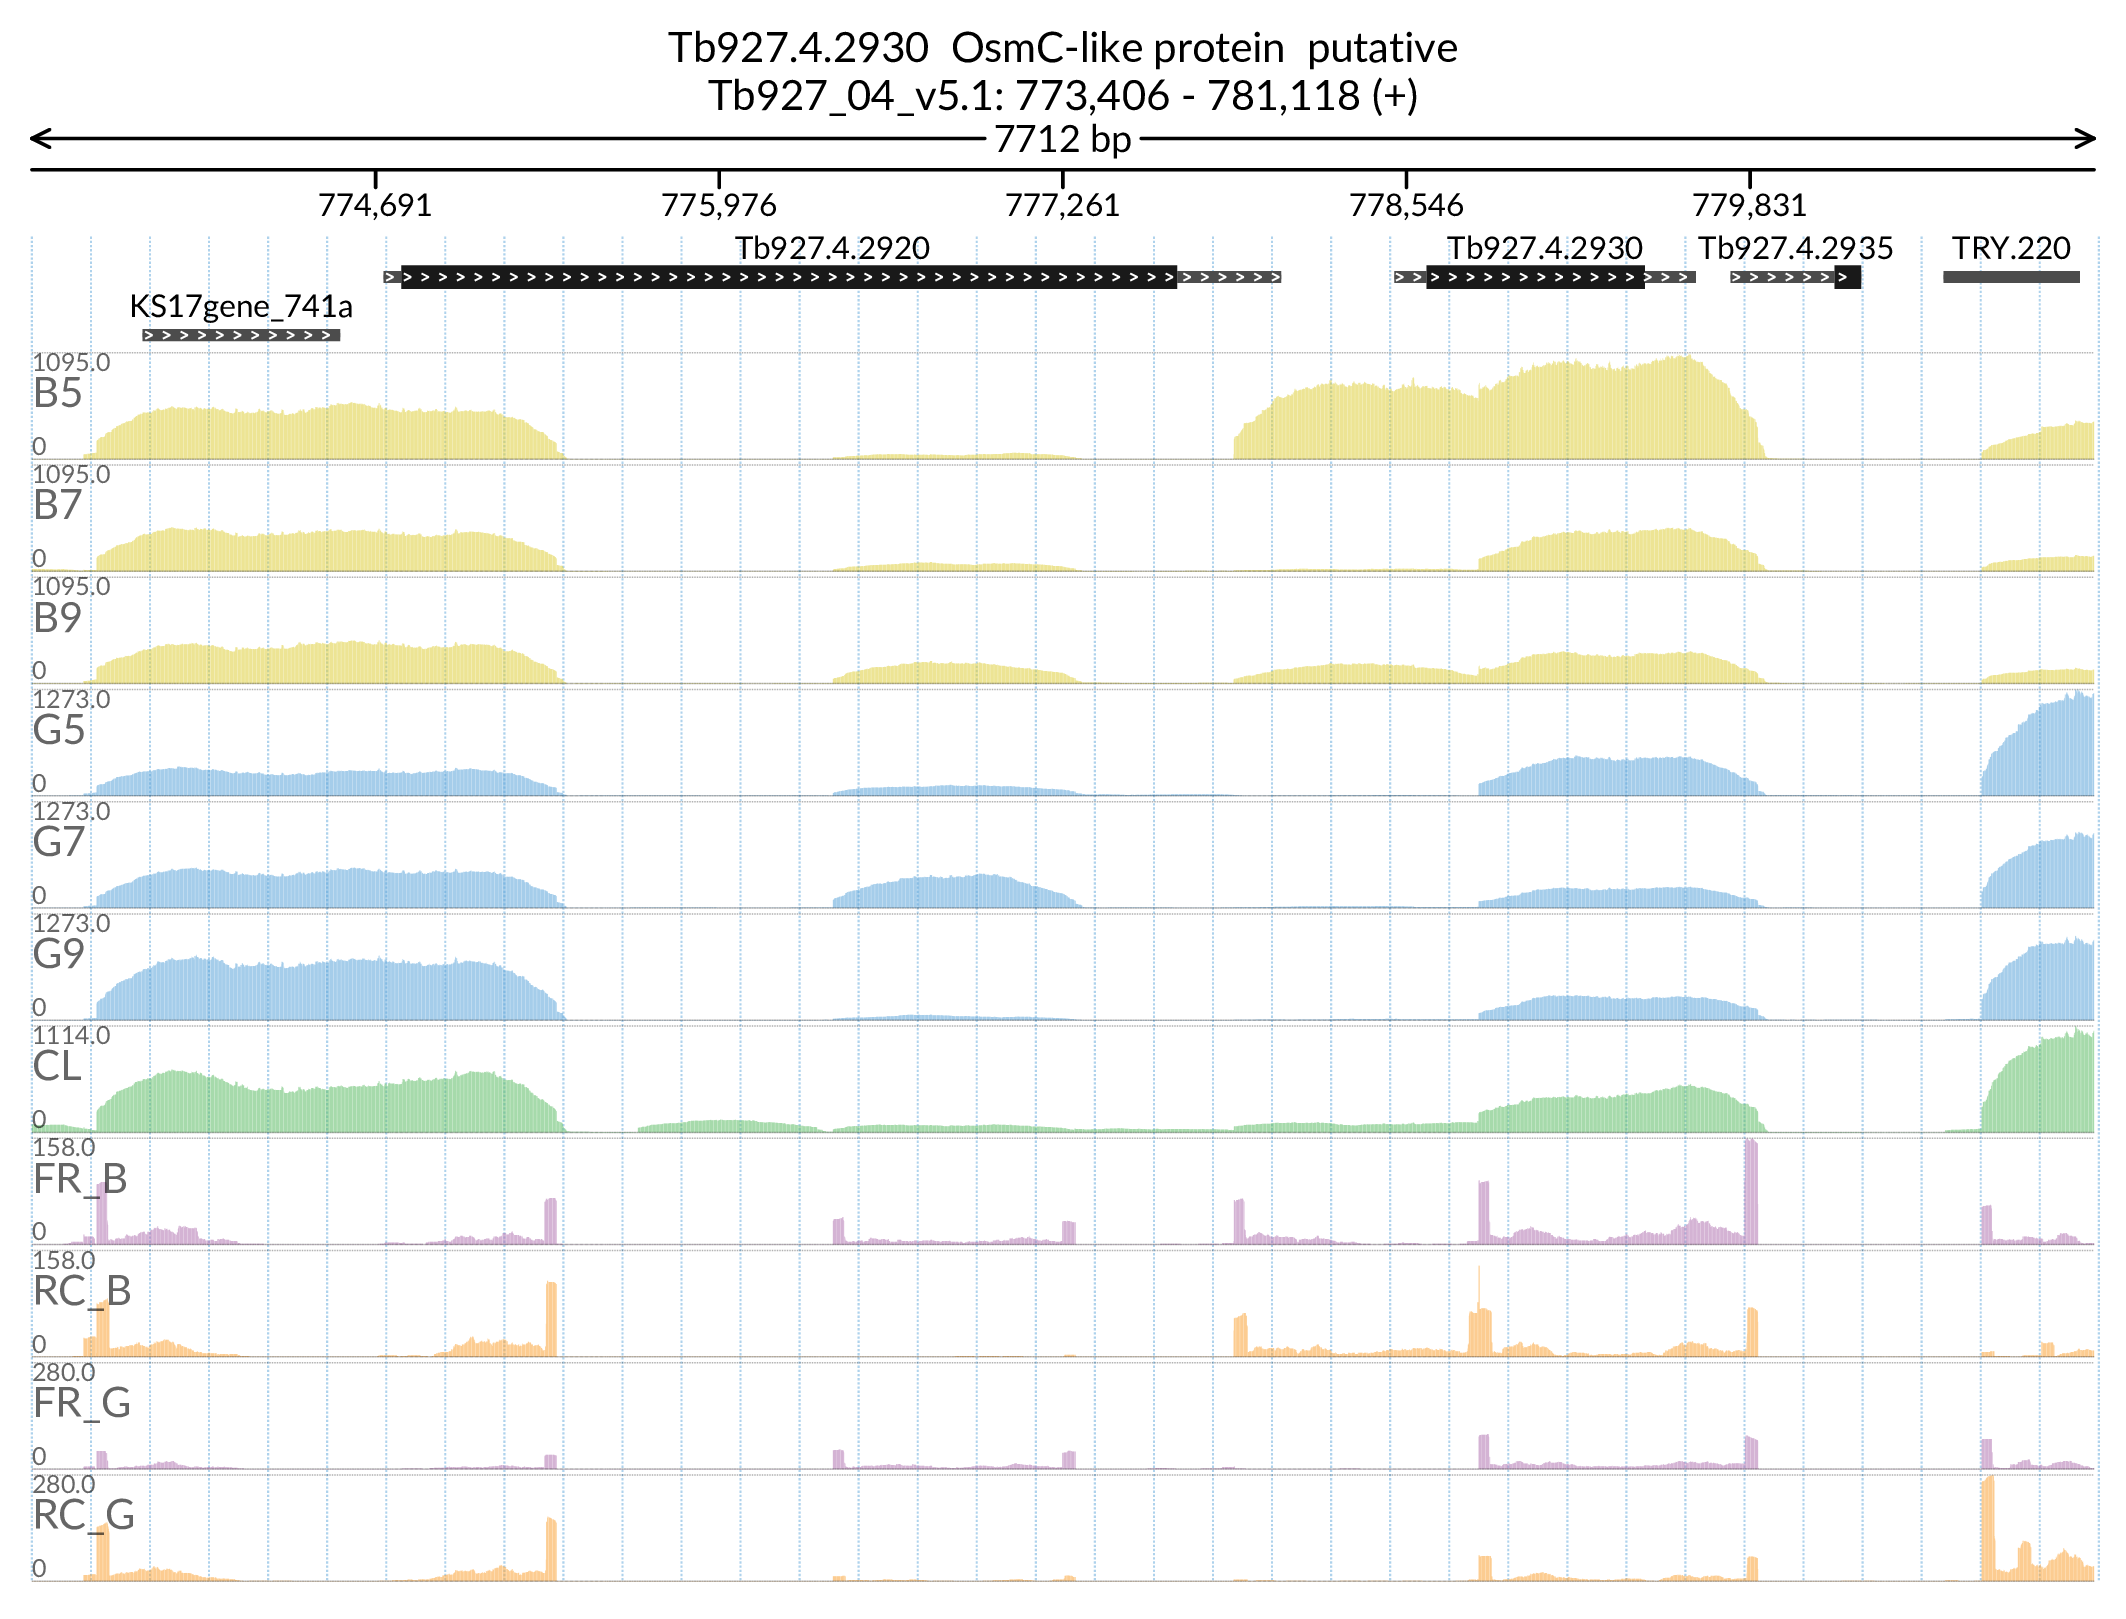 Tb927.4.2930  OsmC-like protein  putative
Tb927_04_v5.1: 773,406 - 781,118 (+)
7712 bp
774,691 775,976 777,261 778,546 779,831
Tb927.4.2920 Tb927.4.2930 Tb927.4.2935 TRY.220
KS17gene_741a
1095.0
B5
0
1095.0
B7
0
1095.0
B9
0
1273.0
G5
0
1273.0
G7
0
1273.0
G9
0
1114.0
CL
0
158.0
FR_B
0
158.0
RC_B
0
280.0
FR_G
0
280.0
RC_G
0